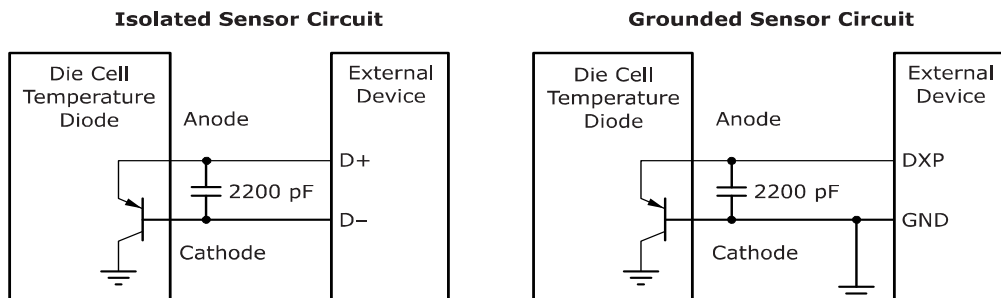 Isolated Sensor Circuit
Die Cell
Temperature
Diode
External
Device
Anode
D+
2200 pF
D−
Cathode
Grounded Sensor Circuit
Die Cell
Temperature
Diode
External
Device
Anode
DXP
2200 pF
GND
Cathode